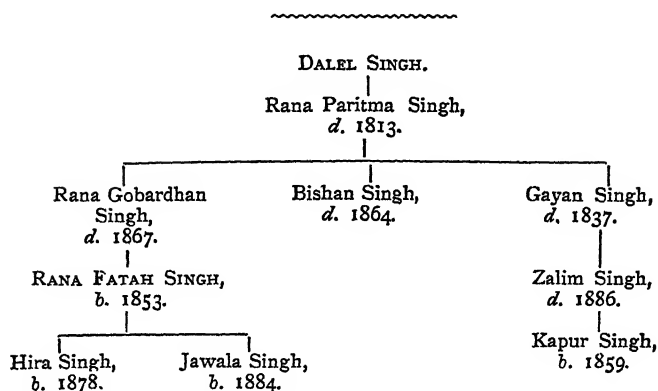 DALEL SINGH.
Rana Paritma Singh,
d. 1813.
Rana Gobardhan
Singh,
d. 1867.
Bishan Singh,
d. 1864.
Gayan Singh,
d. 1837.
RANA FATAH SINGH,
b. 1853.
Zalim Singh,
d. 1886.
Hira Singh,
b. 1878.
Jawala Singh,
b. 1884.
Kapur Singh,
b. 1859.